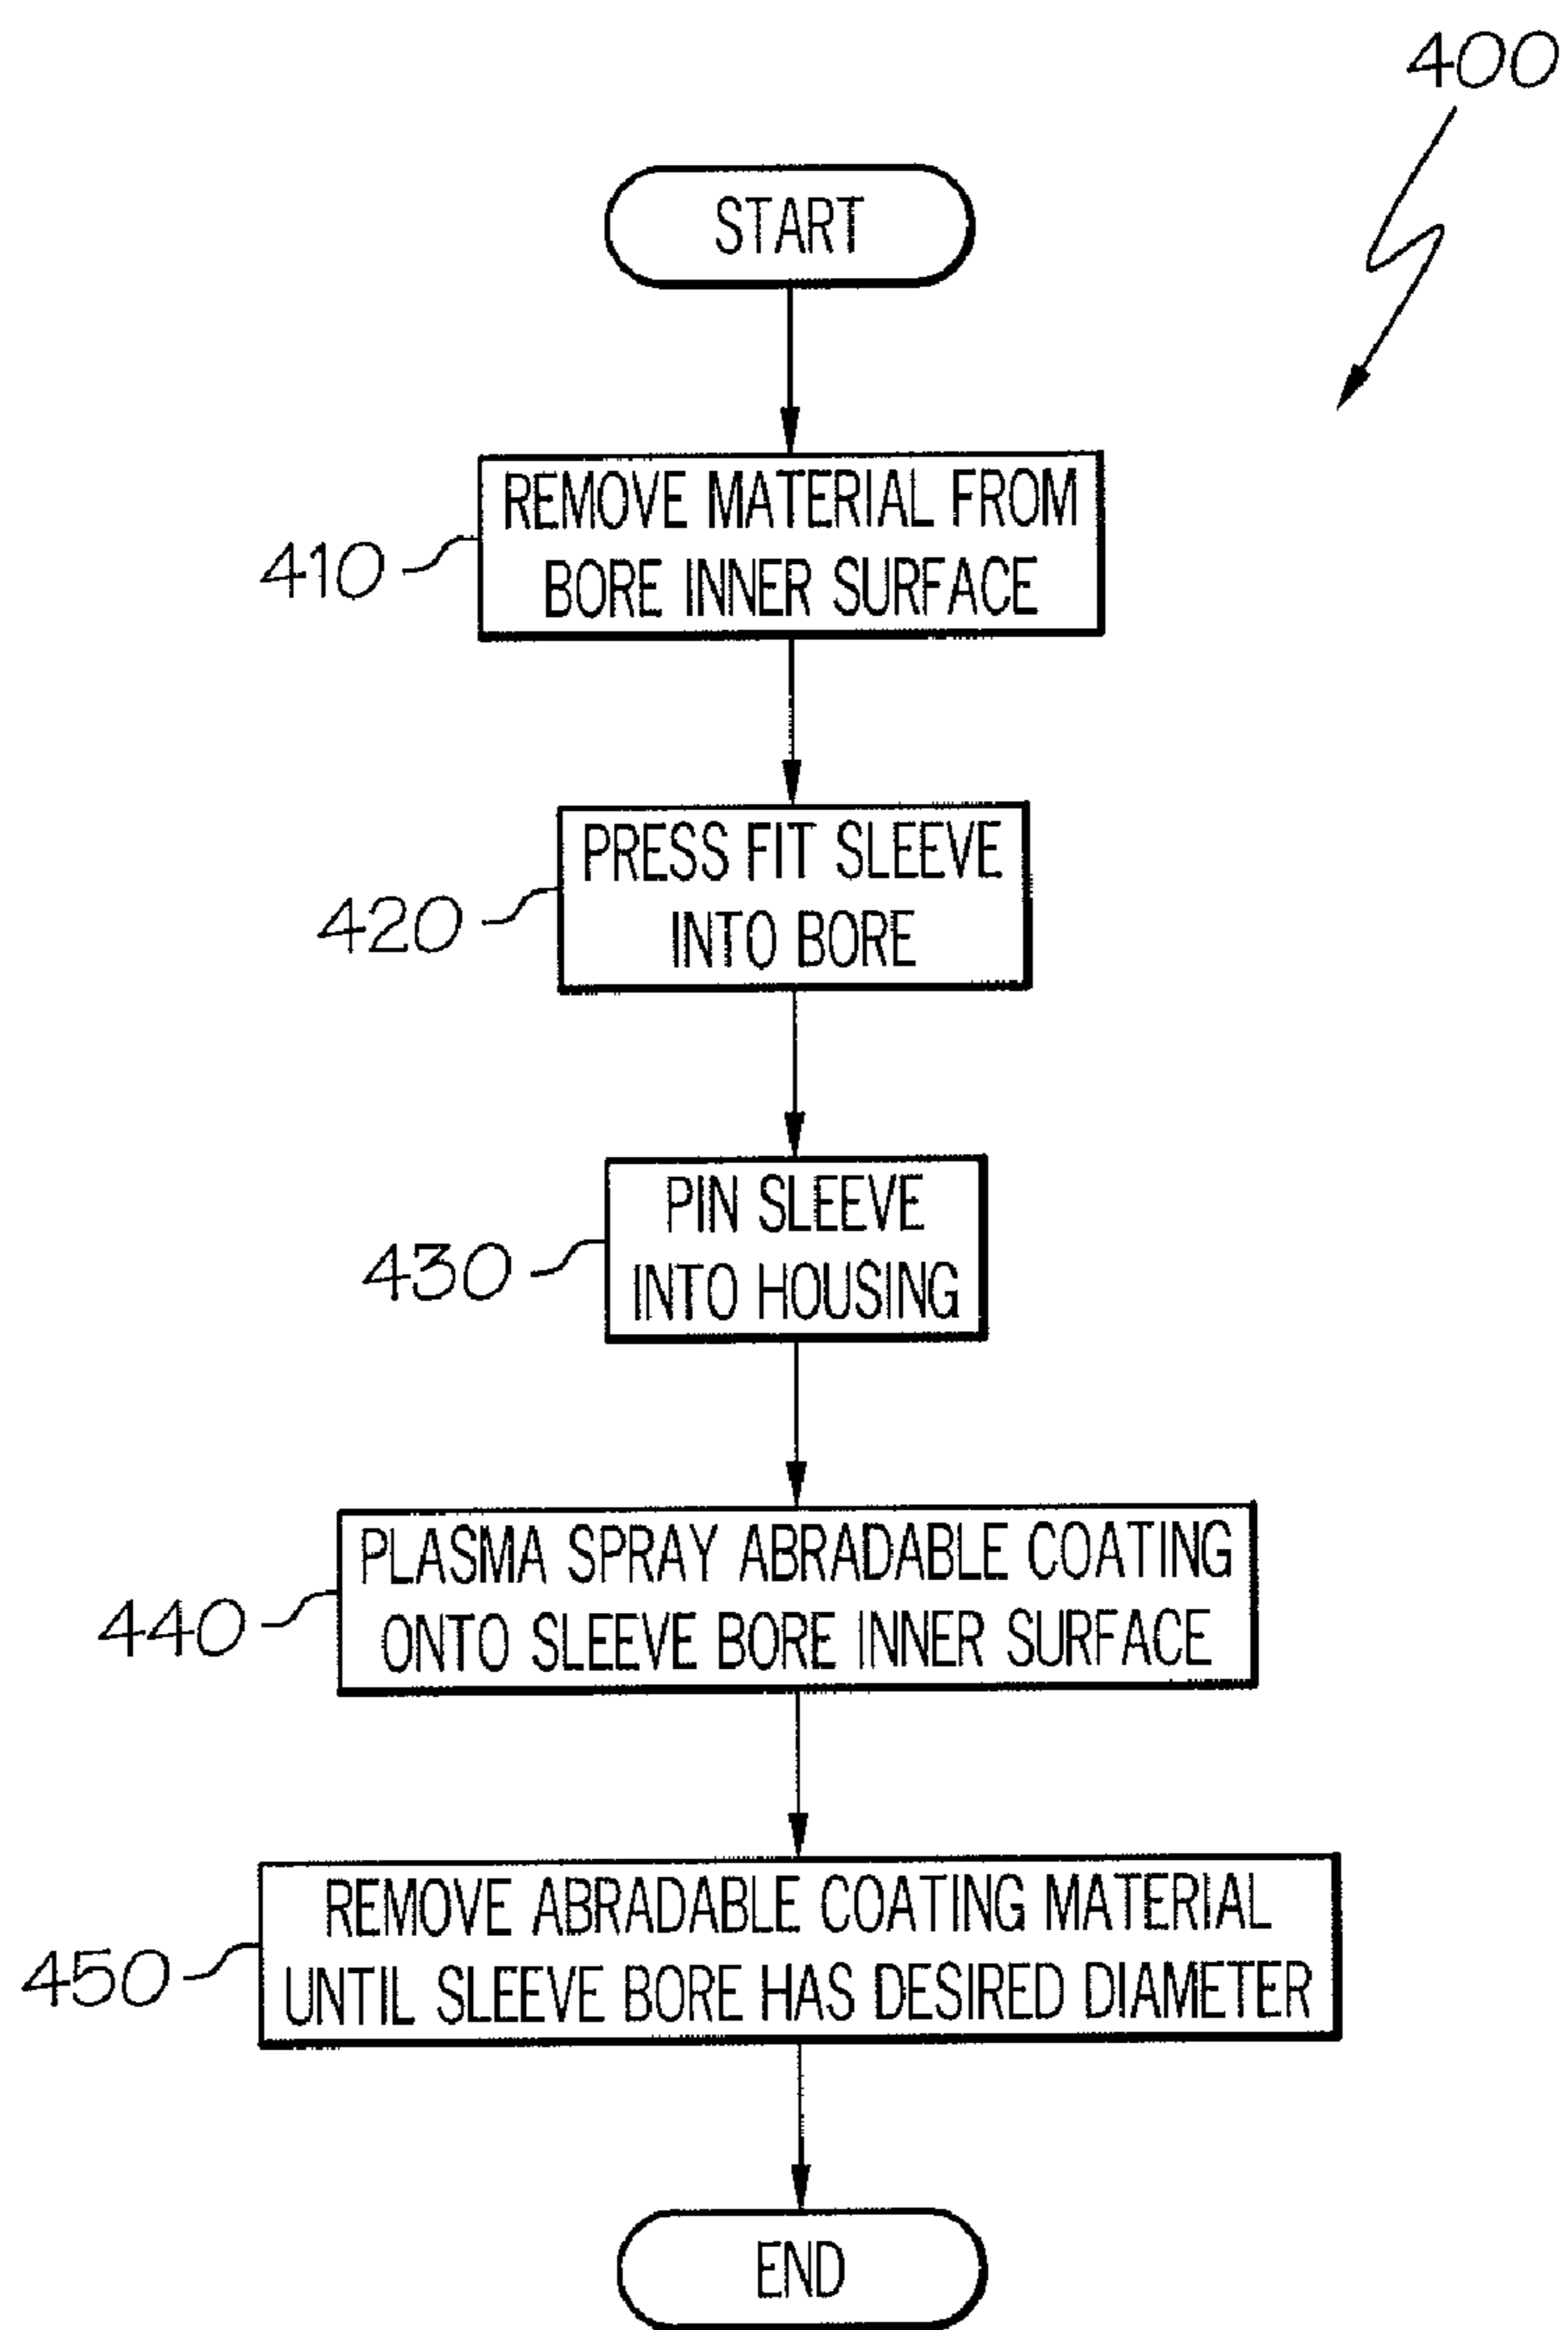 400
START
REMOVE MATERIAL FROM
BORE INNER SURFACE
410
PRESS FIT SLEEVE
INTO BORE
420
PIN SLEEVE
INTO HOUSING
430
PLASMA SPRAY ABRADABLE COATING
ONTO SLEEVE BORE INNER SURFACE
440
REMOVE ABRADABLE COATING MATERIAL
UNTIL SLEEVE BORE HAS DESIRED DIAMETER
450
END